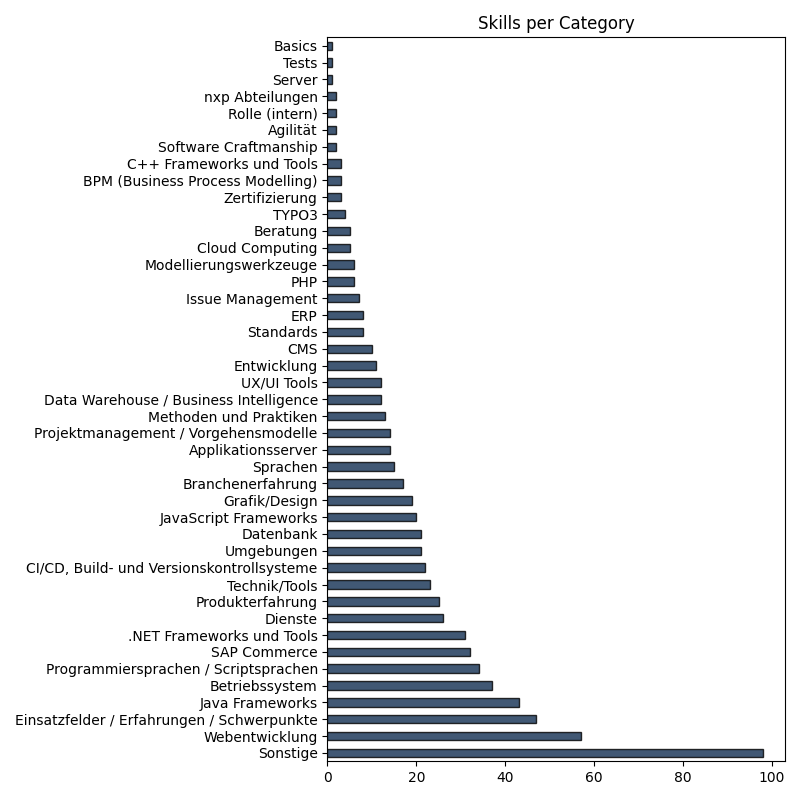 Skills per Category
Basics
Tests
Server
nxp Abteilungen
Rolle (intern)
Agilität
Software Craftmanship
C++ Frameworks und Tools
BPM (Business Process Modelling)
Zertifizierung
TYPO3
Beratung
Cloud Computing
Modellierungswerkzeuge
PHP
Issue Management
ERP
Standards
CMS
Entwicklung
UX/UI Tools
Data Warehouse / Business Intelligence
Methoden und Praktiken
Projektmanagement / Vorgehensmodelle
Applikationsserver
Sprachen
Branchenerfahrung
Grafik/Design
JavaScript Frameworks
Datenbank
Umgebungen
CI/CD, Build- und Versionskontrollsysteme
Technik/Tools
Produkterfahrung
Dienste
.NET Frameworks und Tools
SAP Commerce
Programmiersprachen / Scriptsprachen
Betriebssystem
Java Frameworks
Einsatzfelder / Erfahrungen / Schwerpunkte
Webentwicklung
Sonstige
0 20 40 60 80 100